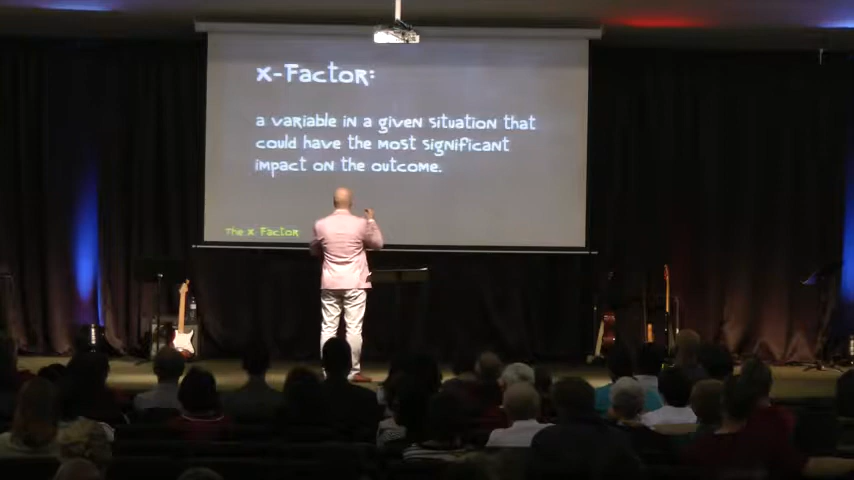 x-Factor:
a variable in a given situation that
could have the most significant
impact on the outcome.
The x Factor